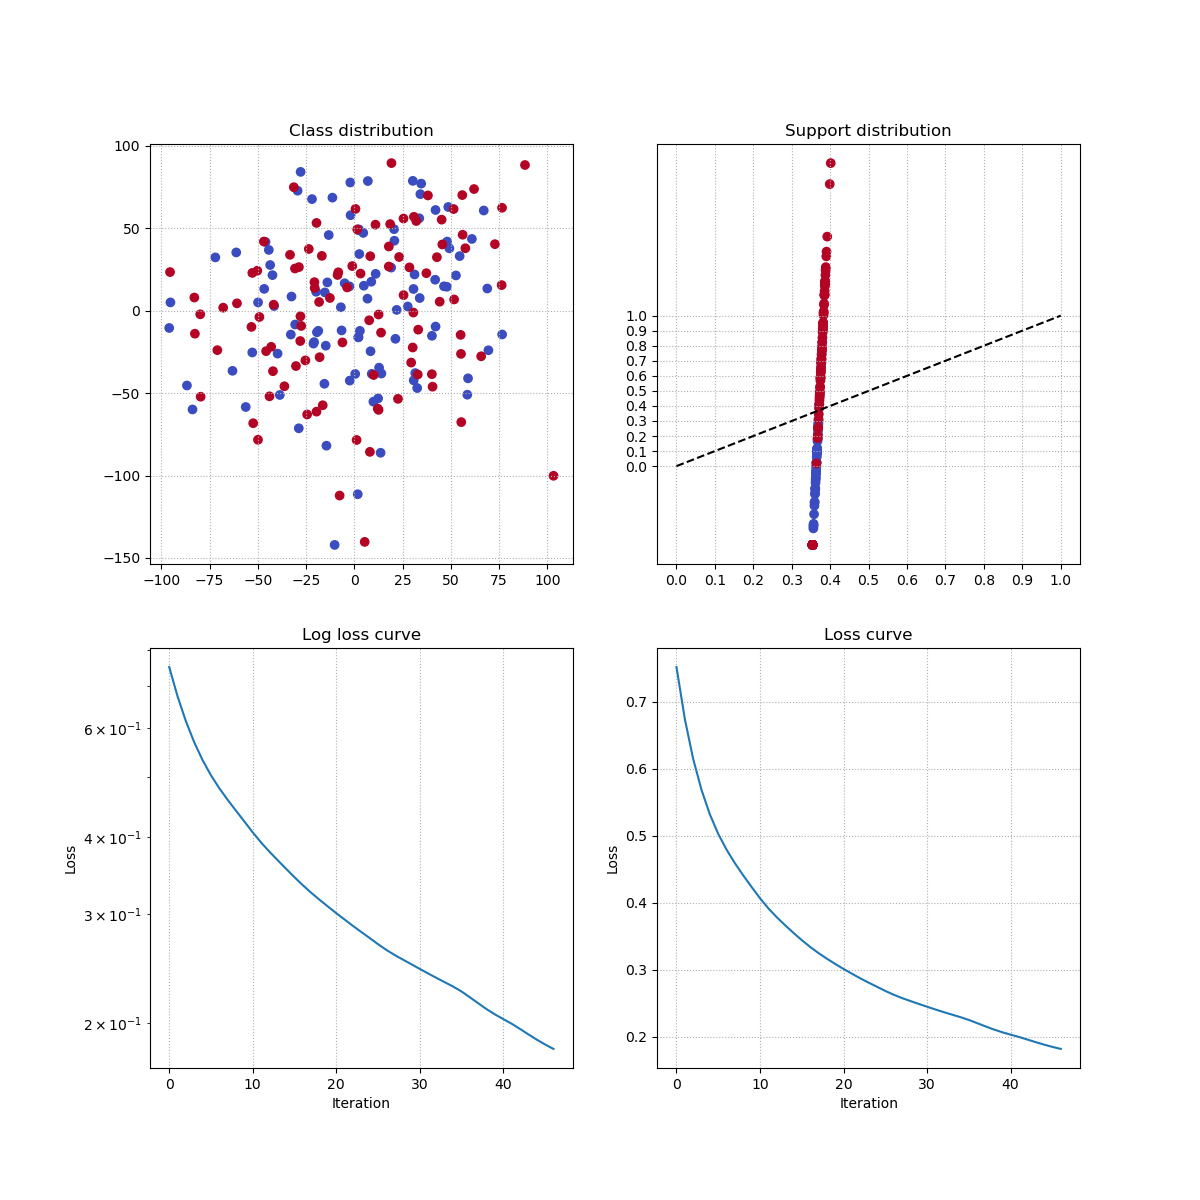 Class distribution
100
50
0
−50
−100
−150
−100 −75 −50 −25 0 25 50 75 100
Support distribution
1.0
0.9
0.8
0.7
0.6
0.5
0.4
0.3
0.2
0.1
0.0
0.0 0.1 0.2 0.3 0.4 0.5 0.6 0.7 0.8 0.9 1.0
Log loss curve
Loss
6 × 10⁻¹
4 × 10⁻¹
3 × 10⁻¹
2 × 10⁻¹
0 10 20 30 40
Iteration
Loss curve
Loss
0.7
0.6
0.5
0.4
0.3
0.2
0 10 20 30 40
Iteration